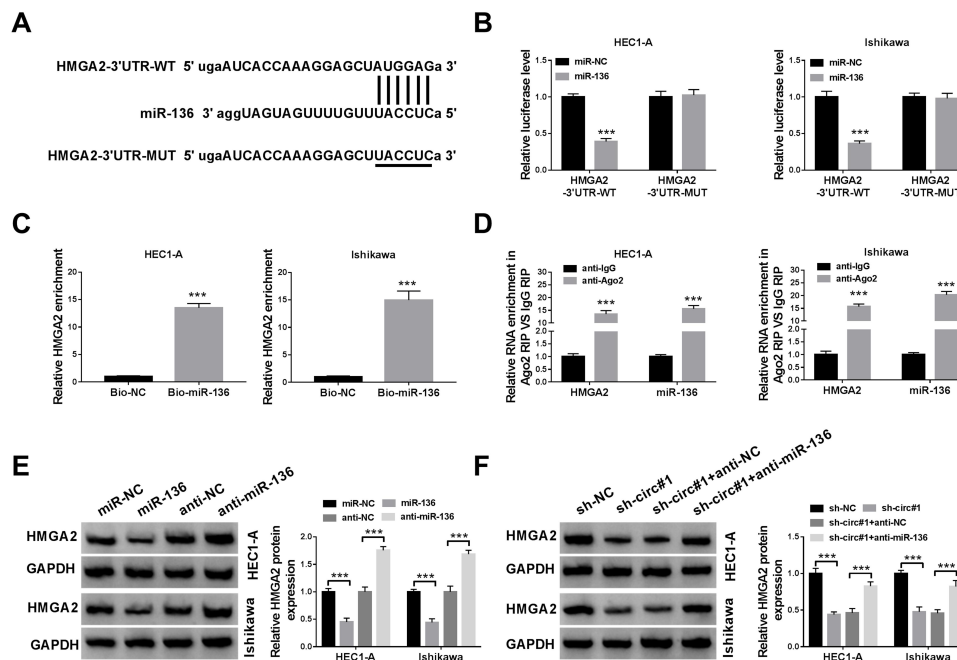 A
HMGA2-3'UTR-WT 5' ugaAUCACCAAAGGAGCUAUGGAGa 3'
miR-136 3' aggUAGUAGUUUUGUUUACCUCa 5'
HMGA2-3'UTR-MUT 5' ugaAUCACCAAAGGAGCUUACCUCa 3'
B
HEC1-A
miR-NC
miR-136
Relative luciferase level
1.5
1.0
0.5
0.0
***
HMGA2
-3'UTR-WT
HMGA2
-3'UTR-MUT
Ishikawa
miR-NC
miR-136
Relative luciferase level
1.5
1.0
0.5
0.0
***
HMGA2
-3'UTR-WT
HMGA2
-3'UTR-MUT
C
HEC1-A
Relative HMGA2 enrichment
20
15
10
5
0
***
Bio-NC
Bio-miR-136
Ishikawa
Relative HMGA2 enrichment
20
15
10
5
0
***
Bio-NC
Bio-miR-136
D
HEC1-A
anti-IgG
anti-Ago2
Relative RNA enrichment in
Ago2 RIP VS IgG RIP
30
25
20
15
10
2.0
1.5
1.0
0.5
0.0
***
***
HMGA2
miR-136
Ishikawa
anti-IgG
anti-Ago2
Relative RNA enrichment in
Ago2 RIP VS IgG RIP
30
25
20
15
10
2.0
1.5
1.0
0.5
0.0
***
***
HMGA2
miR-136
E
miR-NC
miR-136
anti-NC
anti-miR-136
HMGA2
GAPDH
HEC1-A
HMGA2
GAPDH
Ishikawa
miR-NC
miR-136
anti-NC
anti-miR-136
Relative HMGA2 protein
expression
2.0
1.5
1.0
0.5
0.0
***
***
***
***
HEC1-A
Ishikawa
F
sh-NC
sh-circ#1
sh-circ#1+anti-NC
sh-circ#1+anti-miR-136
HMGA2
GAPDH
HEC1-A
HMGA2
GAPDH
Ishikawa
sh-NC
sh-circ#1
sh-circ#1+anti-NC
sh-circ#1+anti-miR-136
Relative HMGA2 protein
expression
1.5
1.0
0.5
0.0
***
***
***
***
HEC1-A
Ishikawa